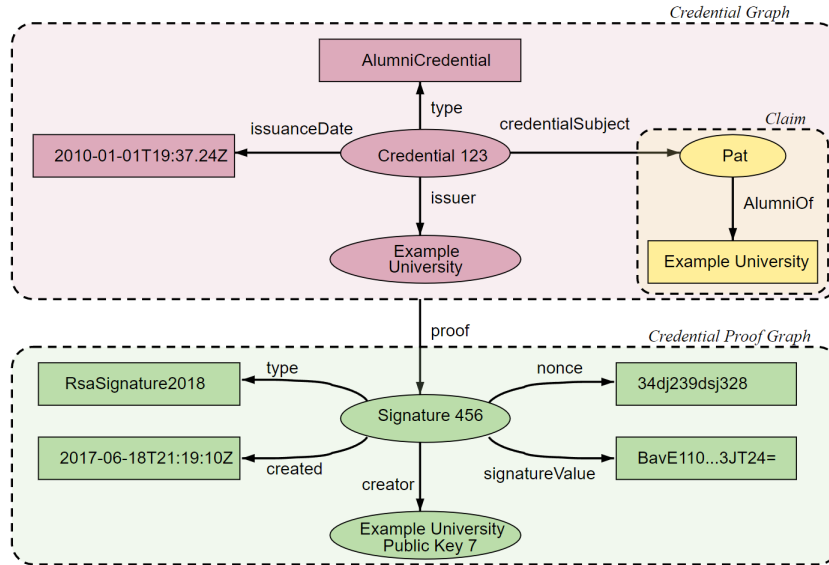 Credential Graph
AlumniCredential
type
issuanceDate
credentialSubject
Claim
2010-01-01T19:37.24Z
Credential 123
Pat
issuer
AlumniOf
Example
University
Example University
proof
Credential Proof Graph
type
nonce
RsaSignature2018
34dj239dsj328
Signature 456
2017-06-18T21:19:10Z
BavE110...3JT24=
created
signatureValue
creator
Example University
Public Key 7